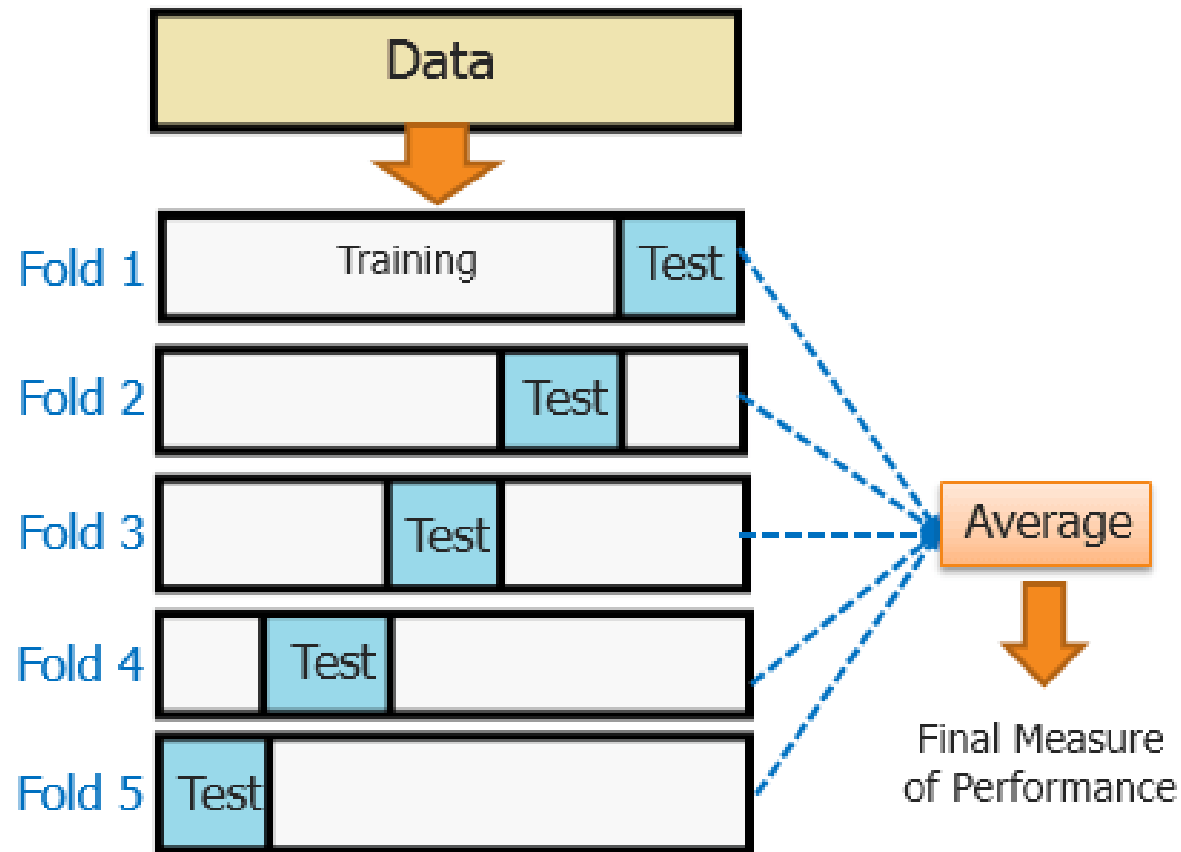 Data
Fold 1
Training
Test
Fold 2
Test
Fold 3
Test
Average
Fold 4
Test
Final Measure
of Performance
Fold 5
Test